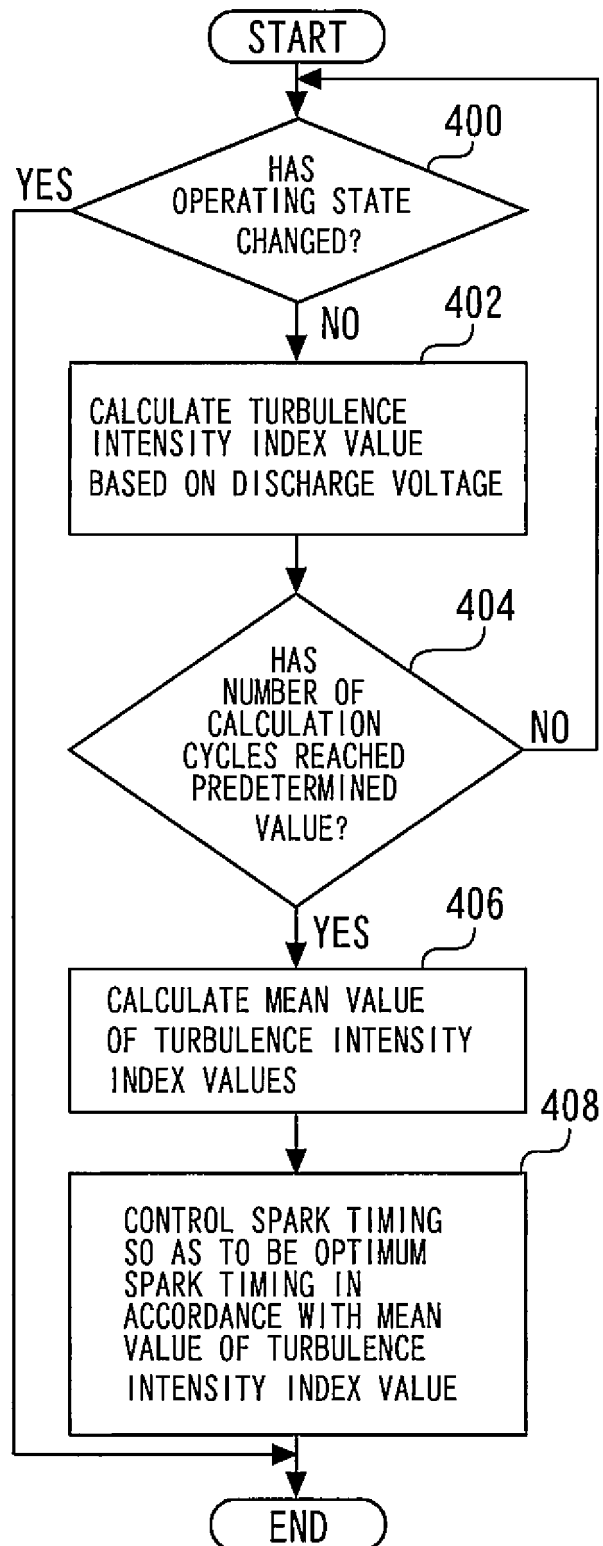 START
400
HAS
OPERATING STATE
CHANGED?
YES
NO
402
CALCULATE TURBULENCE
INTENSITY INDEX VALUE
BASED ON DISCHARGE VOLTAGE
404
HAS
NUMBER OF
CALCULATION
CYCLES REACHED
PREDETERMINED
VALUE?
NO
YES
406
CALCULATE MEAN VALUE
OF TURBULENCE INTENSITY
INDEX VALUES
408
CONTROL SPARK TIMING
SO AS TO BE OPTIMUM
SPARK TIMING IN
ACCORDANCE WITH MEAN
VALUE OF TURBULENCE
INTENSITY INDEX VALUE
END